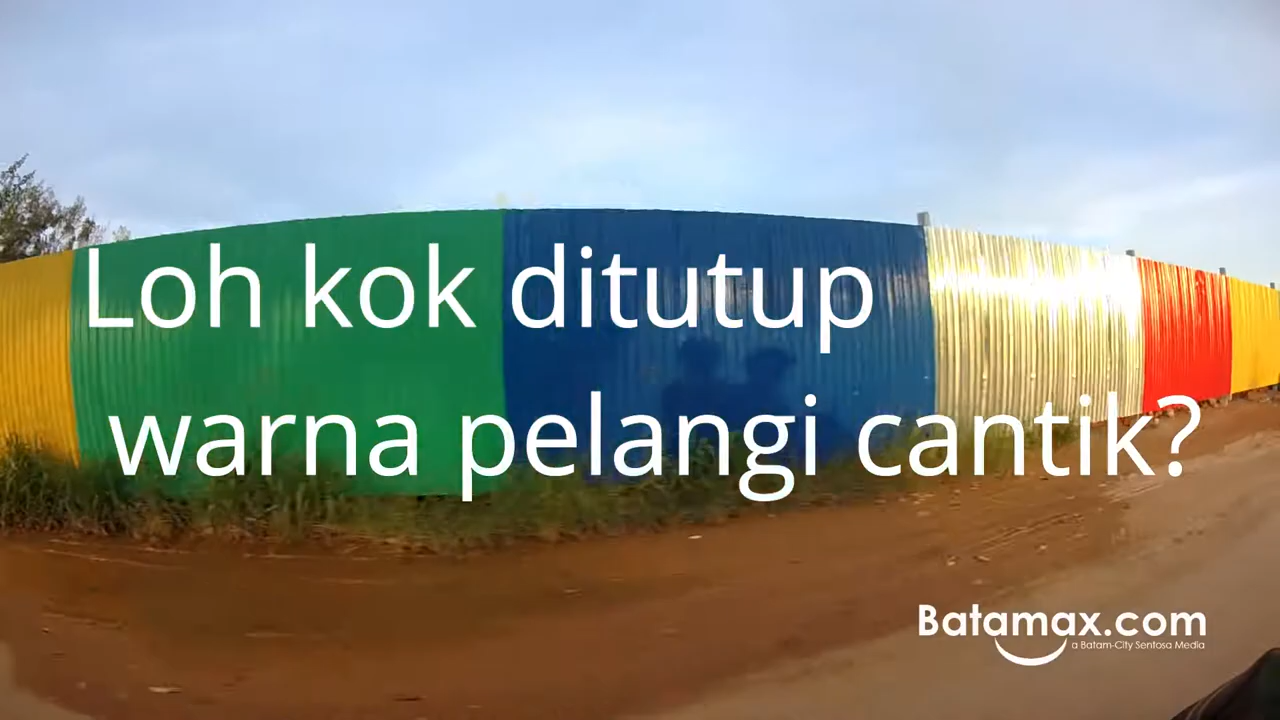 Loh kok ditutup
warna pelangi cantik?
Batamax.com
a Batam-City Sentosa Media